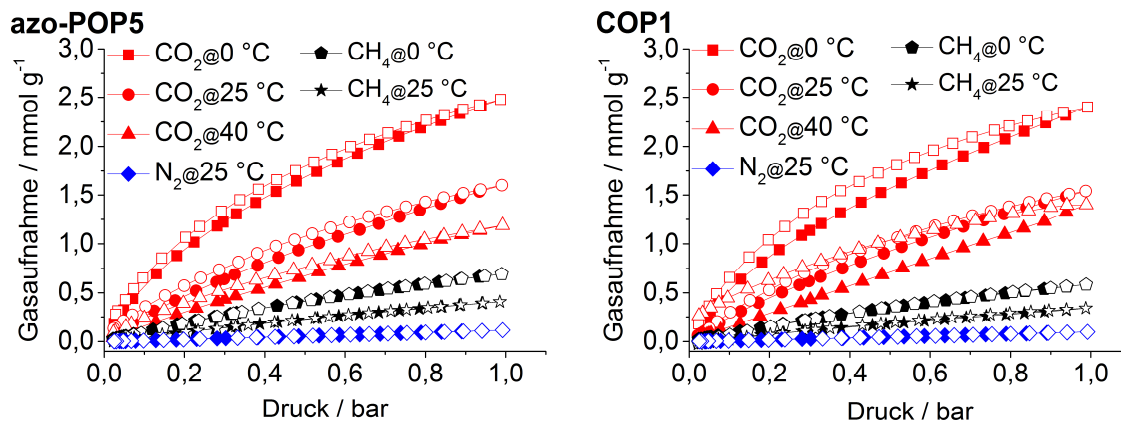 azo-POP5
3,0
2,5
2,0
1,5
1,0
0,5
0,0
Gasaufnahme / mmol g⁻¹
CO₂@0 °C
CO₂@25 °C
CO₂@40 °C
N₂@25 °C
CH₄@0 °C
CH₄@25 °C
0,0 0,2 0,4 0,6 0,8 1,0
Druck / bar
COP1
3,0
2,5
2,0
1,5
1,0
0,5
0,0
Gasaufnahme / mmol g⁻¹
CO₂@0 °C
CO₂@25 °C
CO₂@40 °C
N₂@25 °C
CH₄@0 °C
CH₄@25 °C
0,0 0,2 0,4 0,6 0,8 1,0
Druck / bar